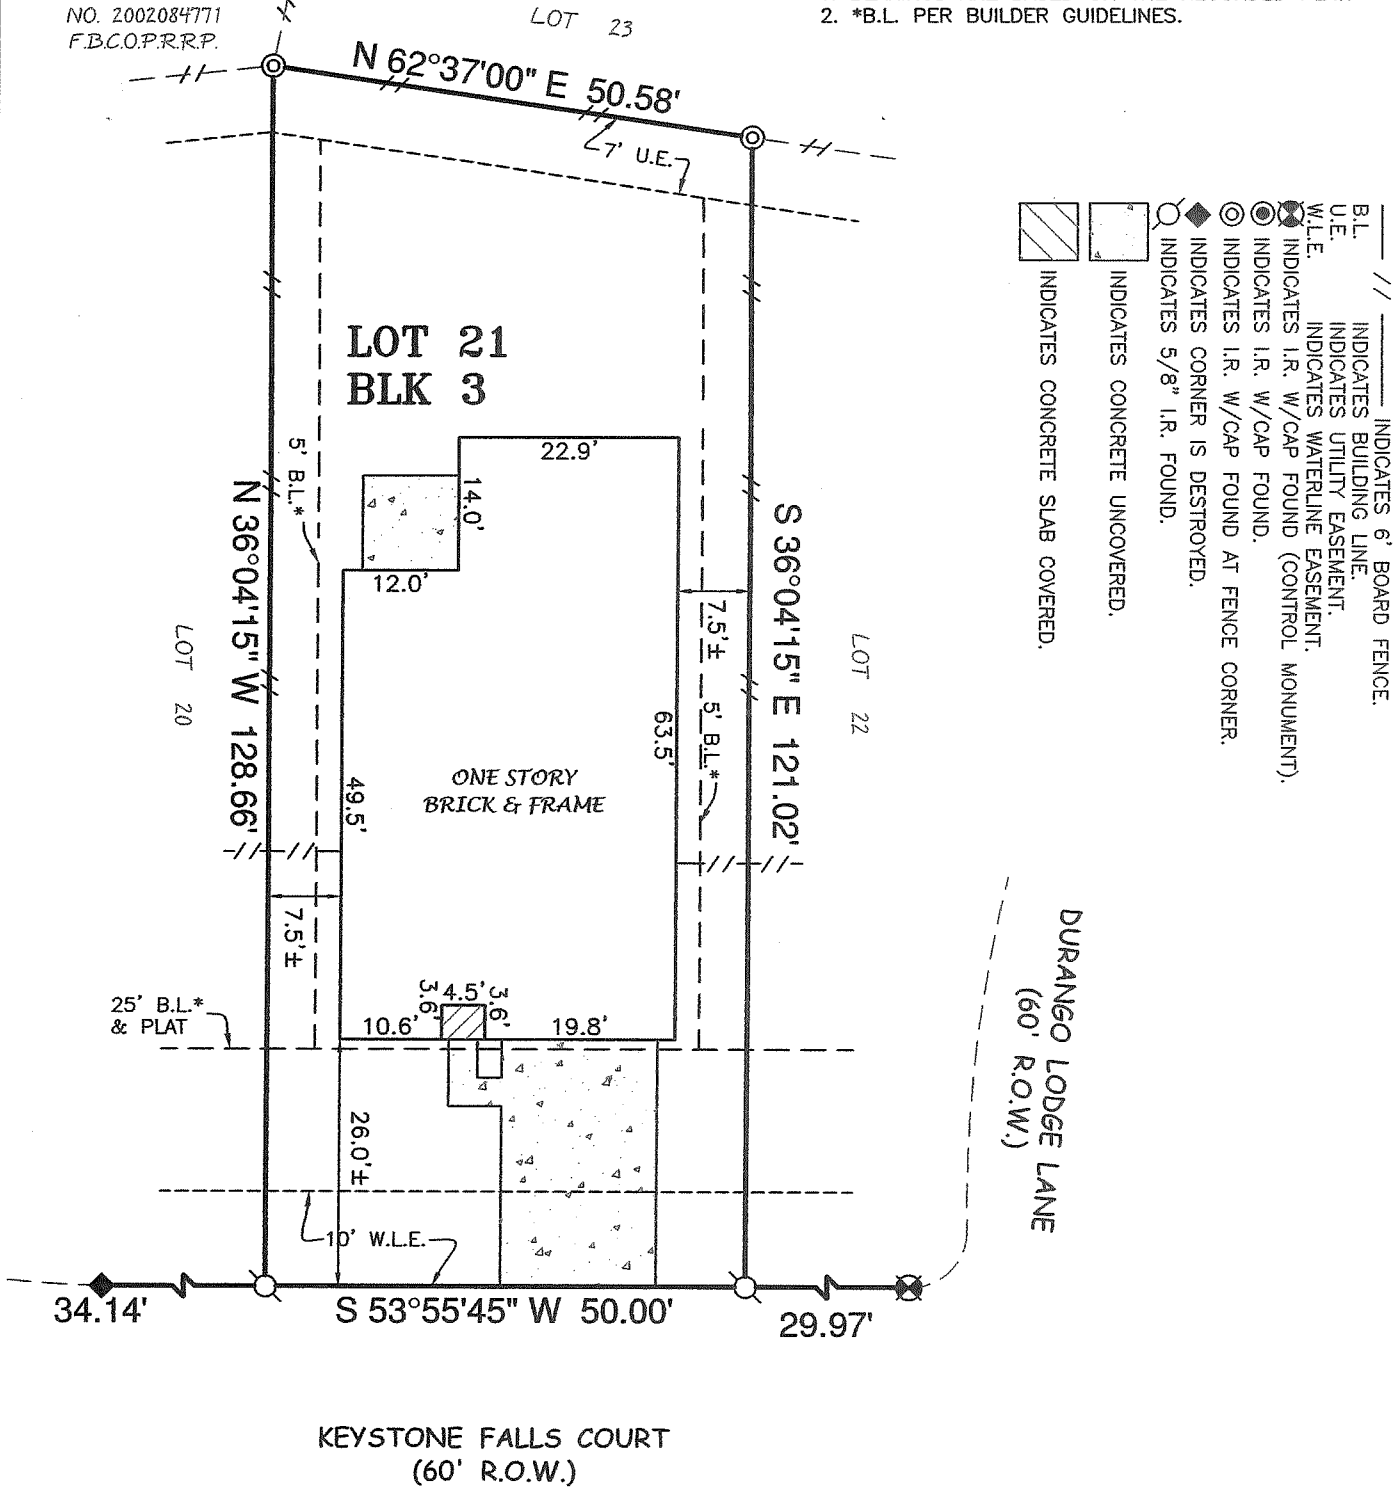 NO. 2002084771
F.B.C.O.P.R.R.P.
LOT 23
2. *B.L. PER BUILDER GUIDELINES.
N 62°37'00" E 50.58'
7' U.E.
// INDICATES 6' BOARD FENCE.
B.L. INDICATES BUILDING LINE.
U.E. INDICATES UTILITY EASEMENT.
W.L.E. INDICATES WATERLINE EASEMENT.
INDICATES I.R. W/CAP FOUND (CONTROL MONUMENT).
INDICATES I.R. W/CAP FOUND.
INDICATES I.R. W/CAP FOUND AT FENCE CORNER.
INDICATES CORNER IS DESTROYED.
INDICATES 5/8" I.R. FOUND.
INDICATES CONCRETE UNCOVERED.
INDICATES CONCRETE SLAB COVERED.
LOT 21
BLK 3
22.9'
14.0'
12.0'
5' B.L.*
N 36°04'15" W 128.66'
S 36°04'15" E 121.02'
LOT 20
LOT 22
7.5'±
5' B.L.*
63.5'
49.5'
ONE STORY
BRICK & FRAME
7.5'±
25' B.L.*
& PLAT
3.6'
4.5'
3.6'
10.6'
19.8'
26.0'±
10' W.L.E.
DURANGO LODGE LANE
(60' R.O.W.)
34.14'
S 53°55'45" W 50.00'
29.97'
KEYSTONE FALLS COURT
(60' R.O.W.)